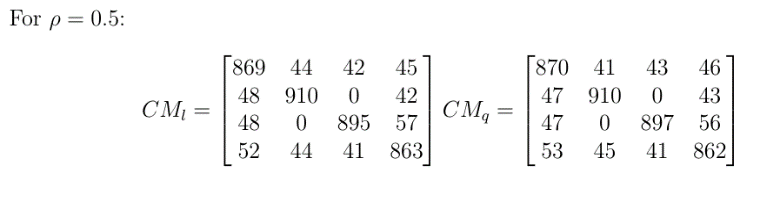 For ρ = 0.5:
CM_l = [869 44 42 45; 48 910 0 42; 48 0 895 57; 52 44 41 863] CM_q = [870 41 43 46; 47 910 0 43; 47 0 897 56; 53 45 41 862]